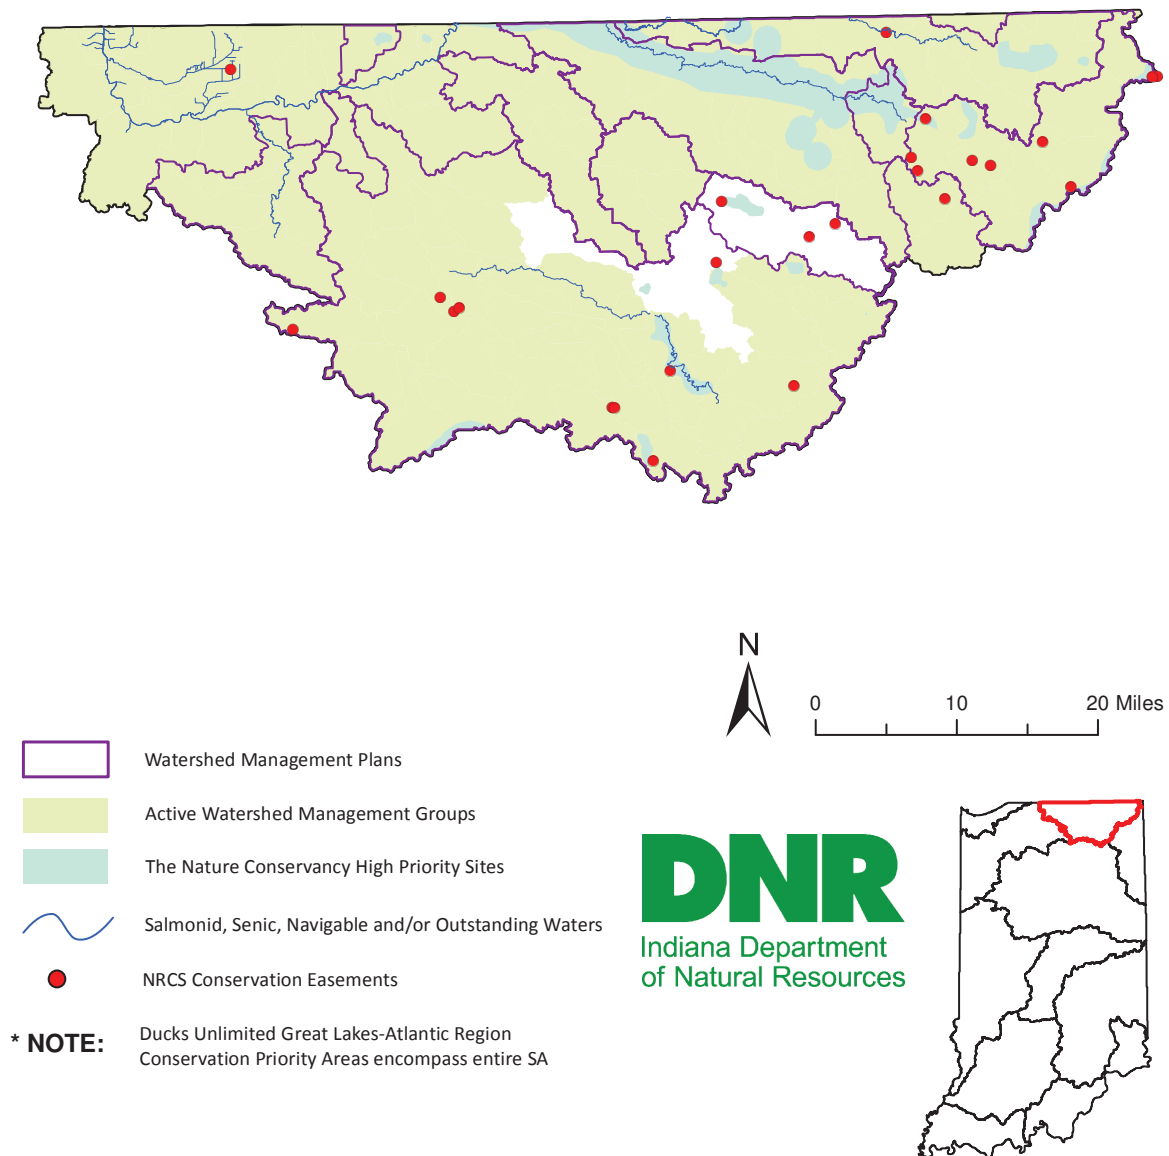 N
0 10 20 Miles
Watershed Management Plans
Active Watershed Management Groups
The Nature Conservancy High Priority Sites
Salmonid, Senic, Navigable and/or Outstanding Waters
NRCS Conservation Easements
* NOTE: Ducks Unlimited Great Lakes-Atlantic Region
Conservation Priority Areas encompass entire SA
DNR
Indiana Department
of Natural Resources